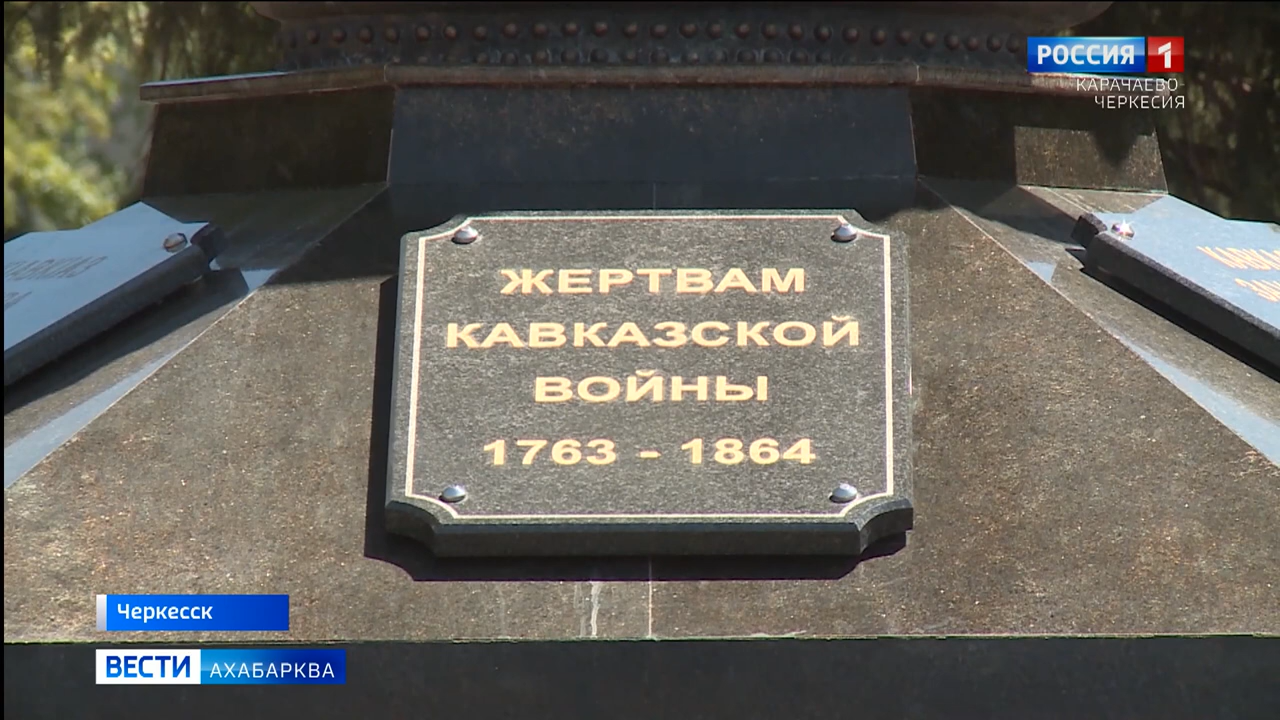 РОССИЯ 1
КАРАЧАЕВО
ЧЕРКЕСИЯ
ЖЕРТВАМ
КАВКАЗСКОЙ
ВОЙНЫ
1763 - 1864
Черкесск
ВЕСТИ АХАБАРКВА